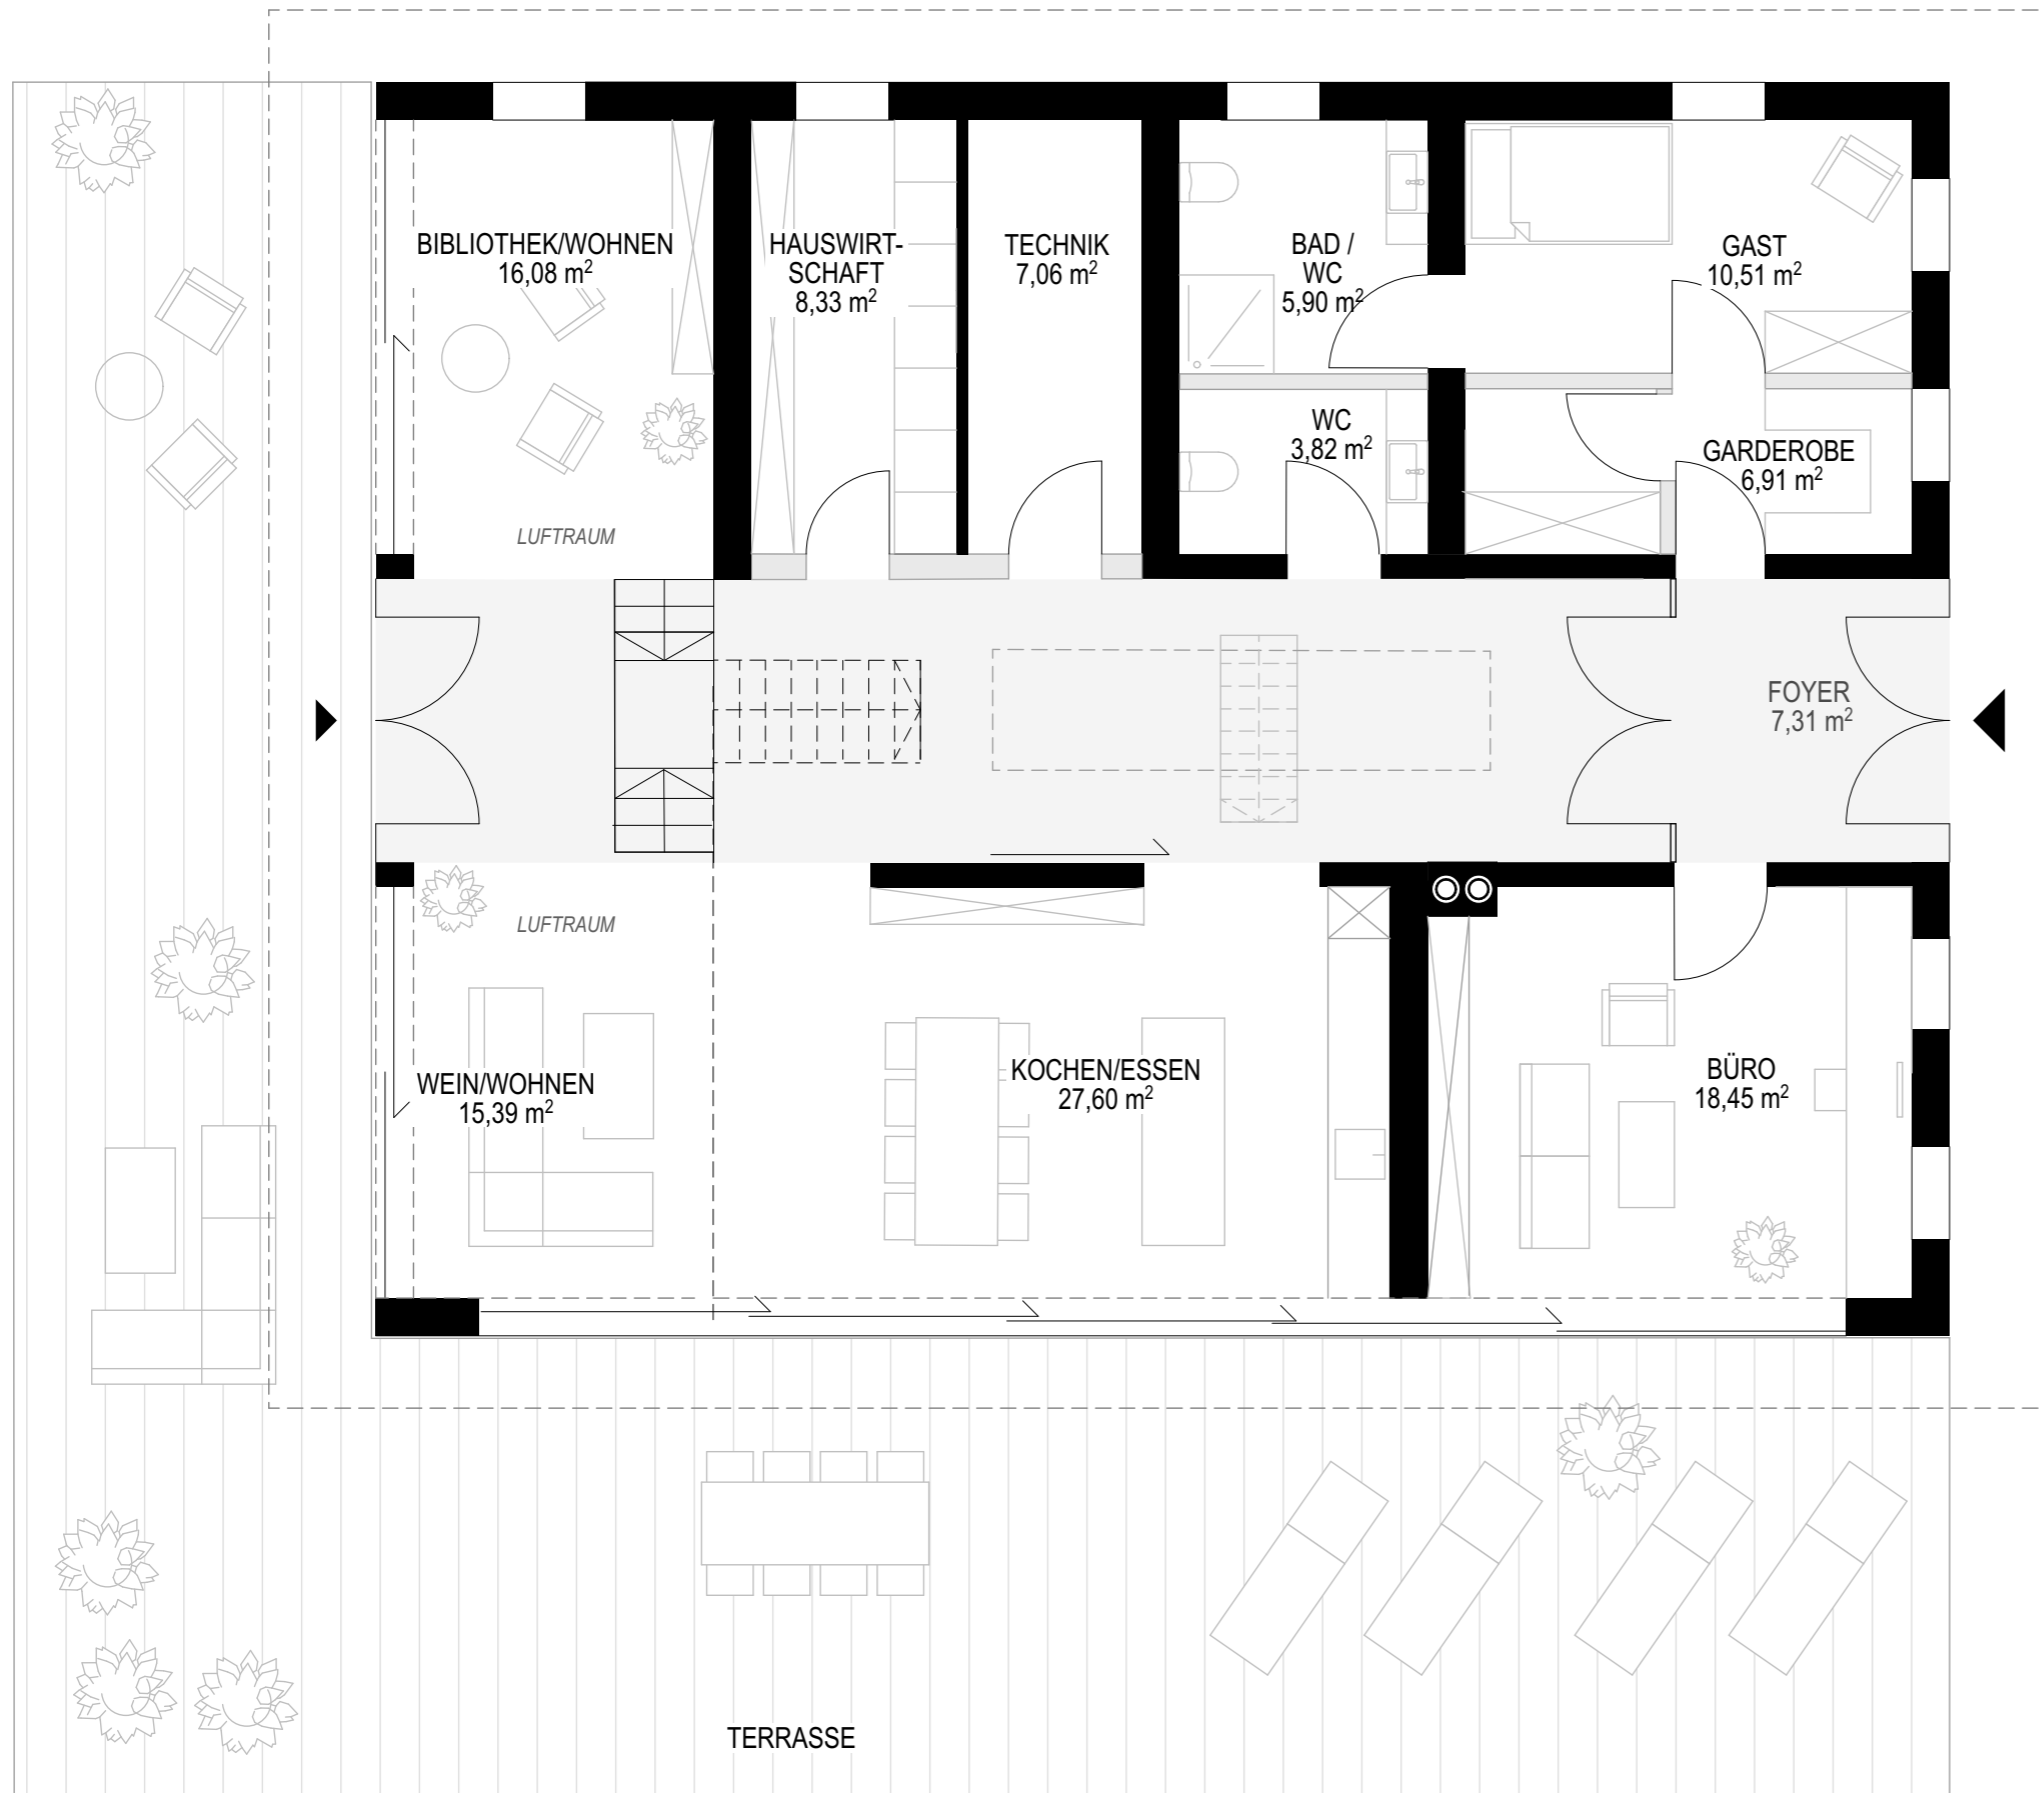 BIBLIOTHEK/WOHNEN
16,08 m²
HAUSWIRT-
SCHAFT
8,33 m²
TECHNIK
7,06 m²
BAD /
WC
5,90 m²
GAST
10,51 m²
WC
3,82 m²
GARDEROBE
6,91 m²
LUFTRAUM
FOYER
7,31 m²
LUFTRAUM
WEIN/WOHNEN
15,39 m²
KOCHEN/ESSEN
27,60 m²
BÜRO
18,45 m²
TERRASSE